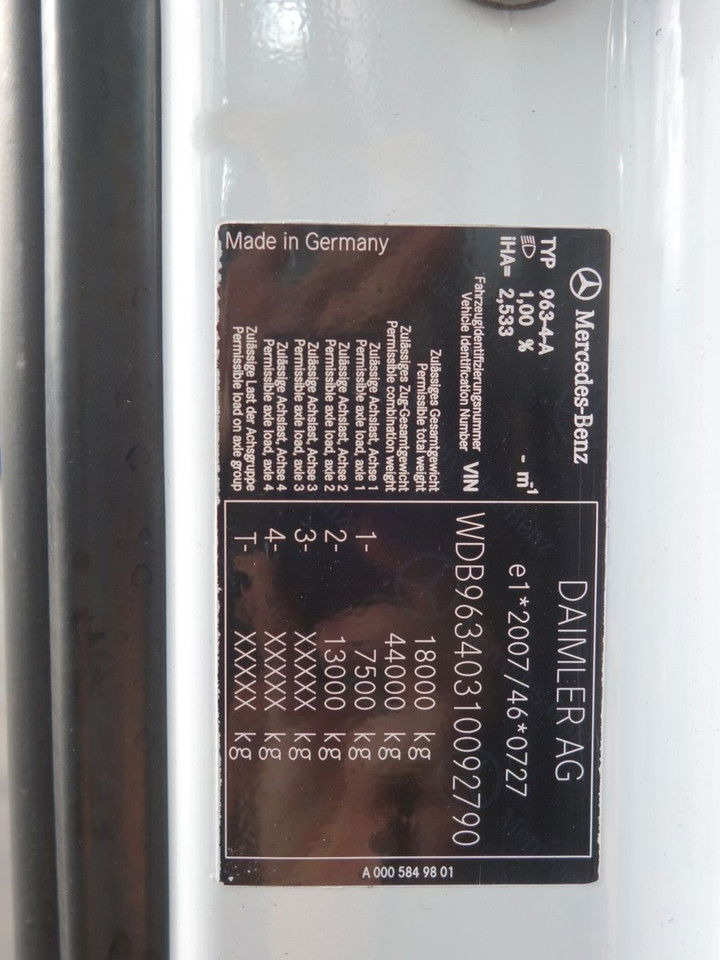 Mercedes-Benz
DAIMLER AG
TYP 963-4-A
1,00 % - m⁻¹
e1*2007/46*0727
iHA= 2,533
Fahrzeugidentifizierungsnummer
Vehicle Identification Number VIN WDB96340310092790
Zulässiges Gesamtgewicht
Permissible total weight 18000 kg
Zulässiges Zug-Gesamtgewicht
Permissible combination weight 44000 kg
Zulässige Achslast, Achse 1
Permissible axle load, axle 1 1- 7500 kg
Zulässige Achslast, Achse 2
Permissible axle load, axle 2 2- 13000 kg
Zulässige Achslast, Achse 3
Permissible axle load, axle 3 3- XXXXX kg
Zulässige Achslast, Achse 4
Permissible axle load, axle 4 4- XXXXX kg
Zulässige Last der Achsgruppe
Permissible load on axle group T- XXXXX kg
Made in Germany
A 000 584 98 01